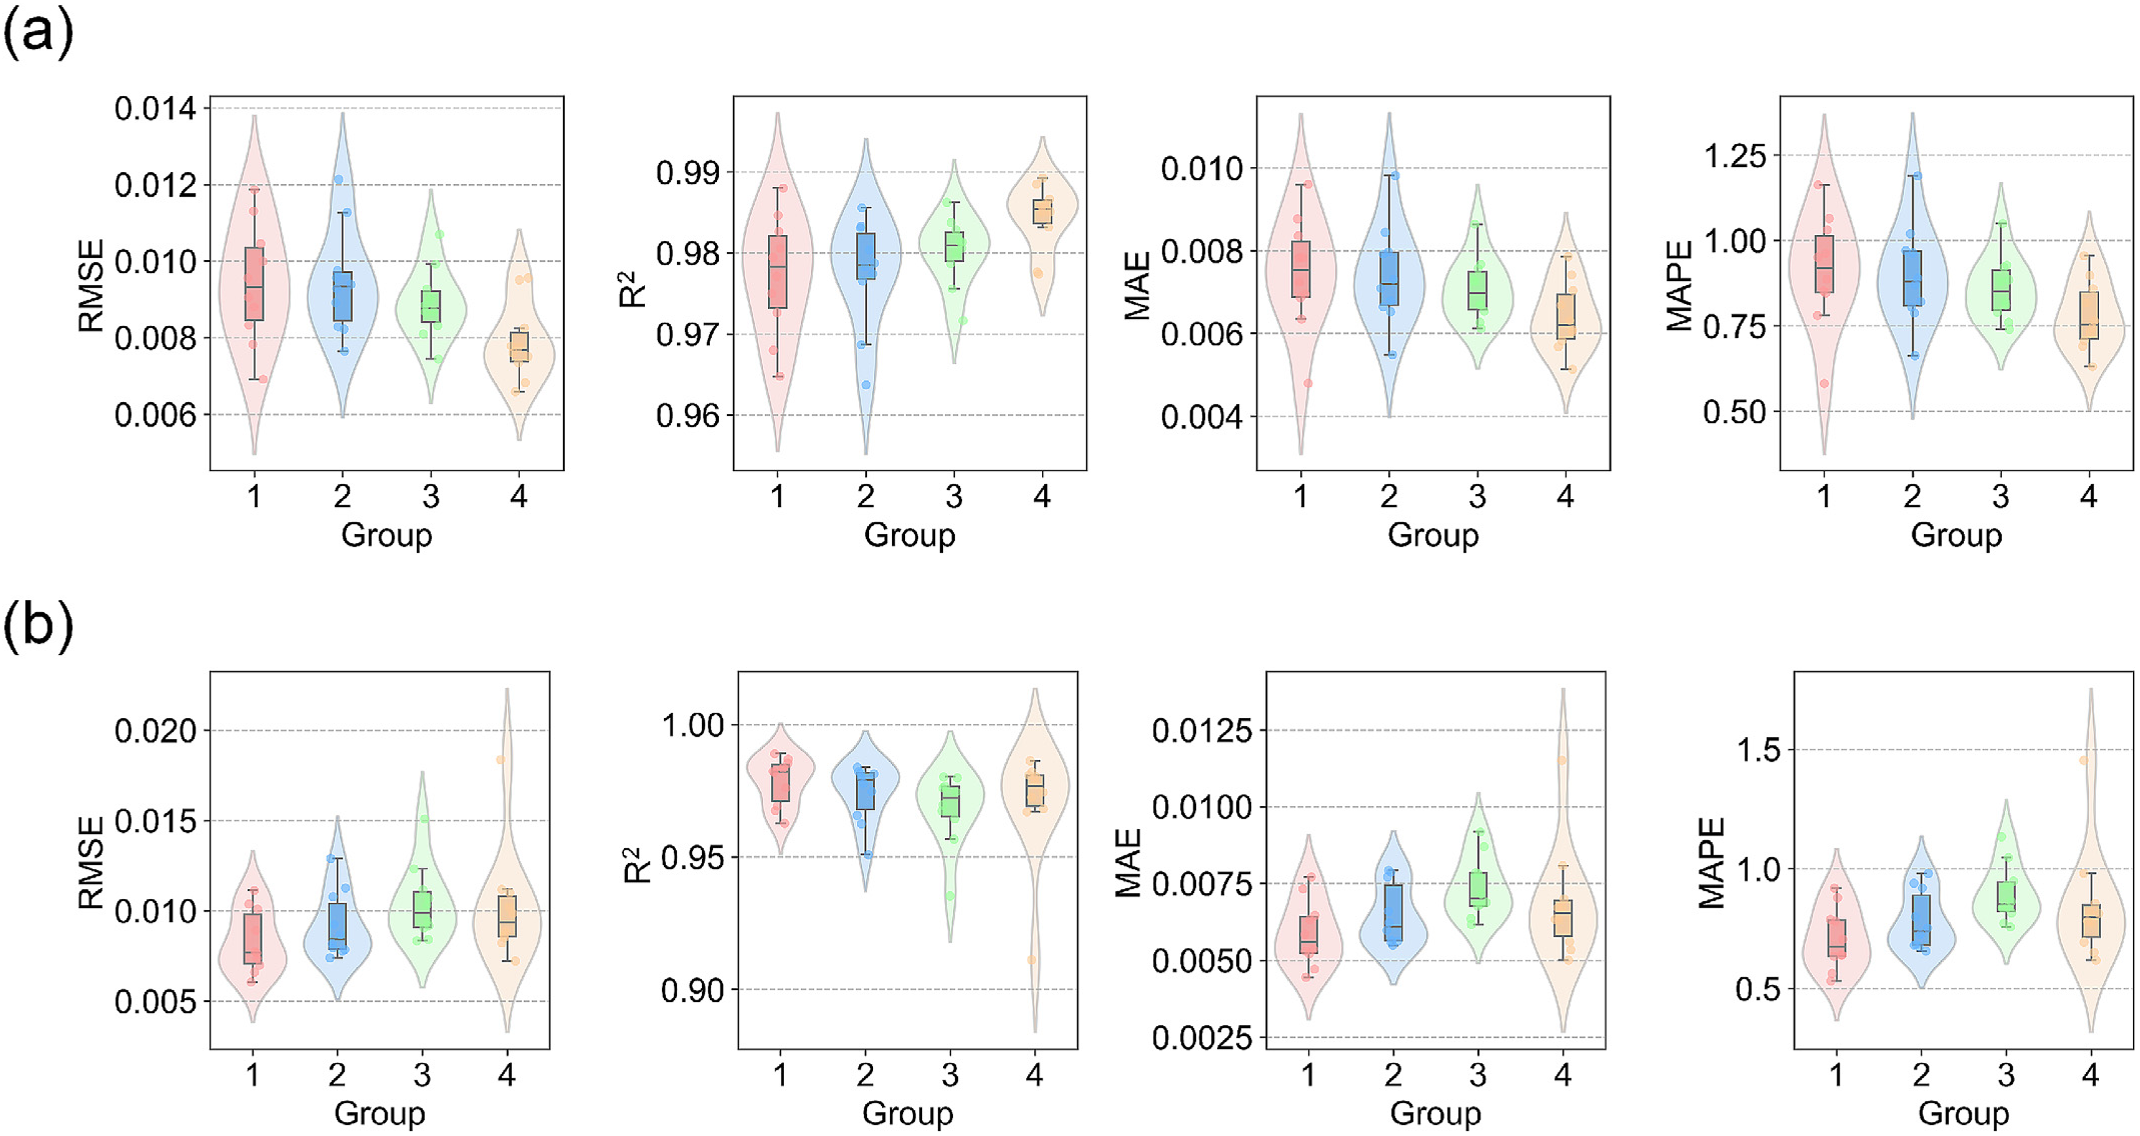 (a)
RMSE
0.014
0.012
0.010
0.008
0.006
1 2 3 4
Group
R²
0.99
0.98
0.97
0.96
1 2 3 4
Group
MAE
0.010
0.008
0.006
0.004
1 2 3 4
Group
MAPE
1.25
1.00
0.75
0.50
1 2 3 4
Group
(b)
RMSE
0.020
0.015
0.010
0.005
1 2 3 4
Group
R²
1.00
0.95
0.90
1 2 3 4
Group
MAE
0.0125
0.0100
0.0075
0.0050
0.0025
1 2 3 4
Group
MAPE
1.5
1.0
0.5
1 2 3 4
Group